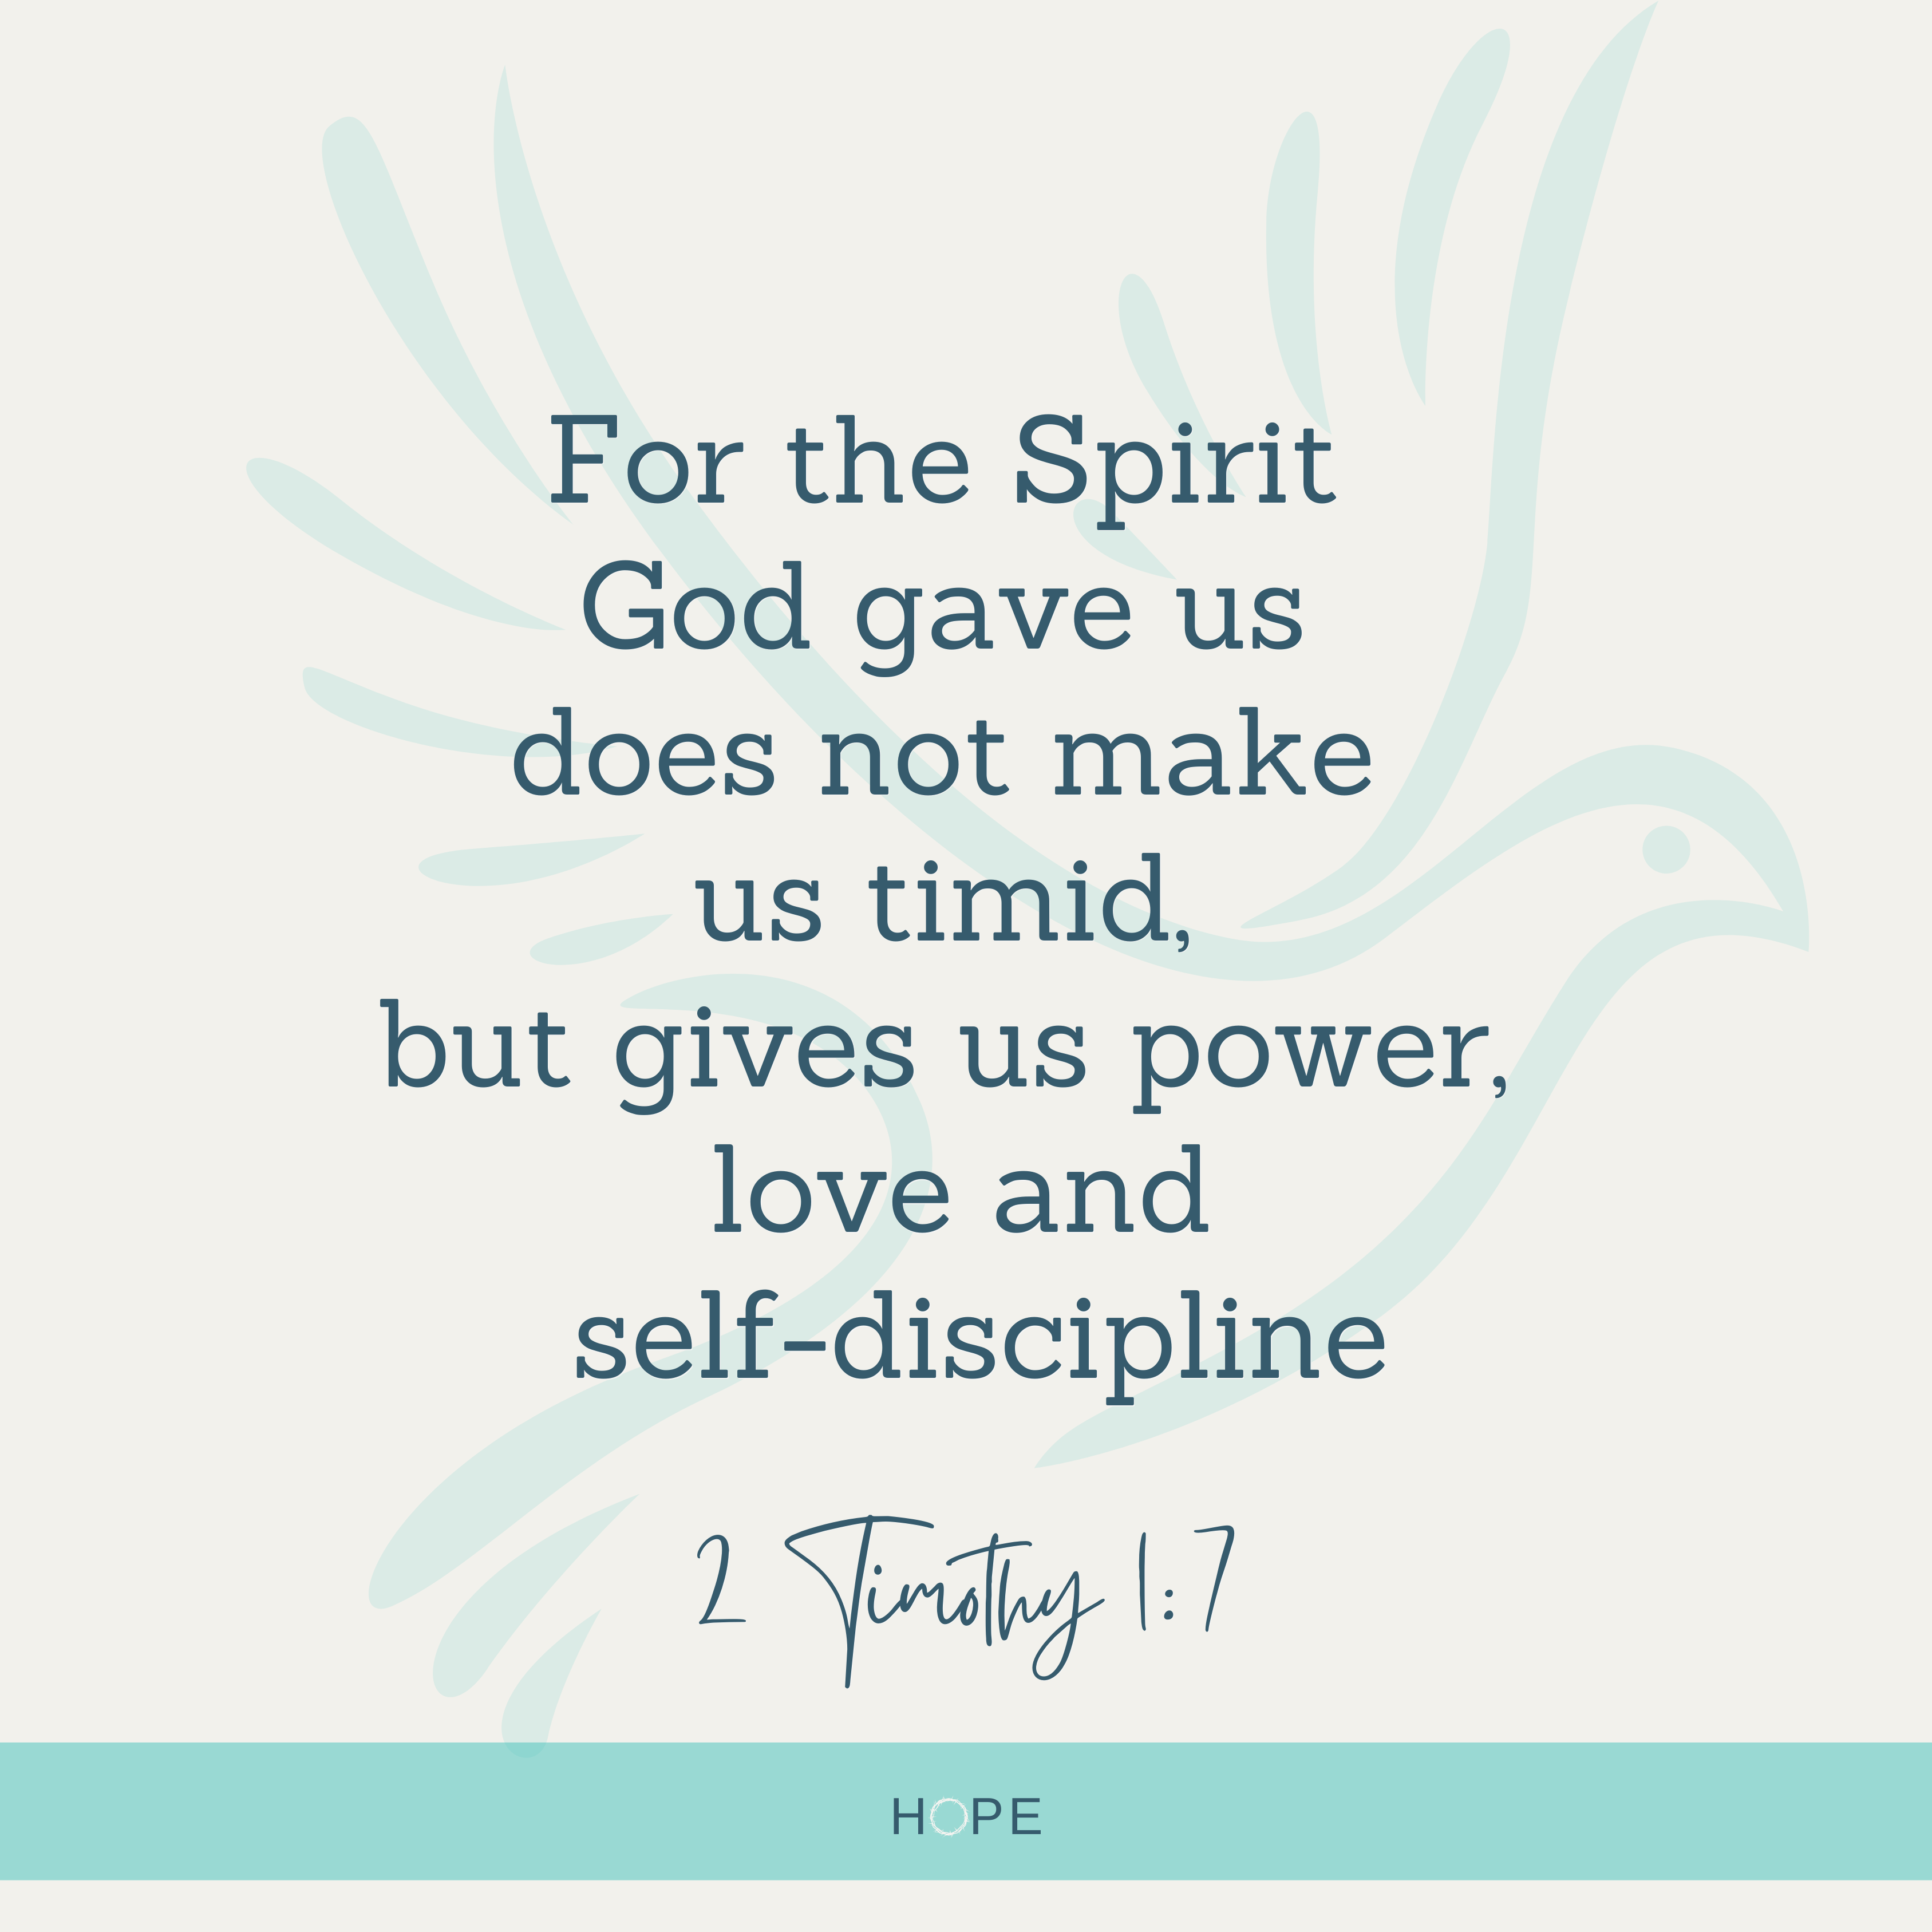 For the Spirit
God gave us
does not make
us timid,
but gives us power,
love and
self-discipline
2 Timothy 1:7
HOPE